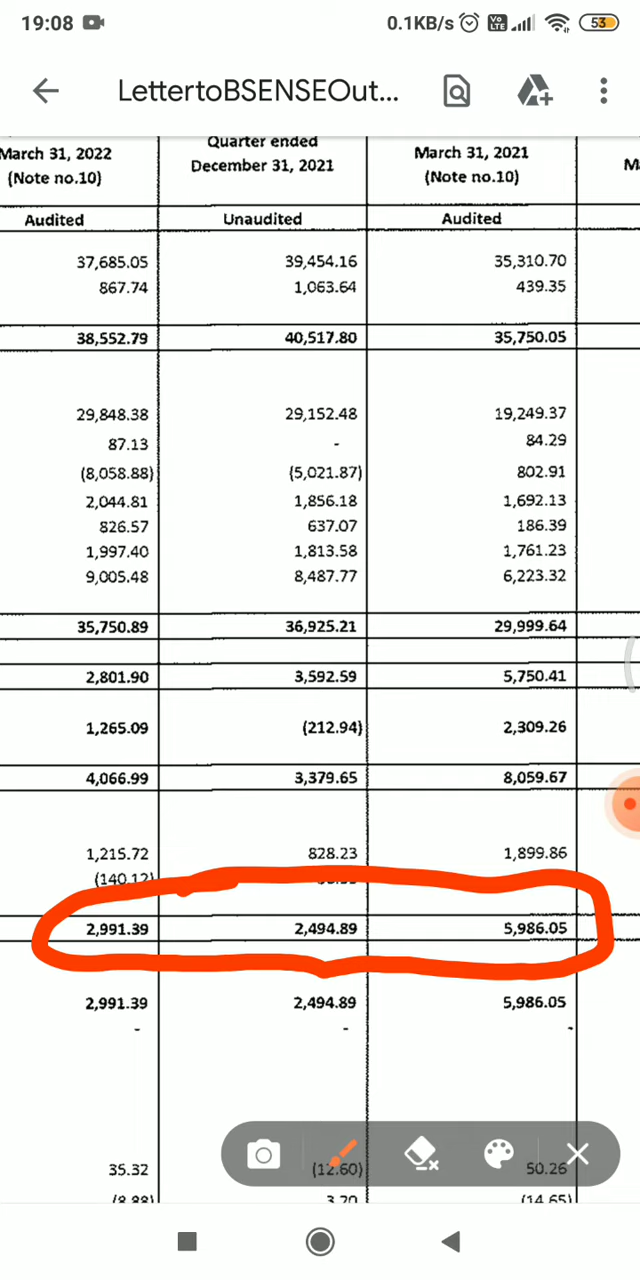 19:08 0.1KB/s Vo LTE 53
LettertoBSENSEOut...
Quarter ended
March 31, 2022 December 31, 2021 March 31, 2021
(Note no.10) (Note no.10)
Audited Unaudited Audited
37,685.05 39,454.16 35,310.70
867.74 1,063.64 439.35
38,552.79 40,517.80 35,750.05
29,848.38 29,152.48 19,249.37
87.13 - 84.29
(8,058.88) (5,021.87) 802.91
2,044.81 1,856.18 1,692.13
826.57 637.07 186.39
1,997.40 1,813.58 1,761.23
9,005.48 8,487.77 6,223.32
35,750.89 36,925.21 29,999.64
2,801.90 3,592.59 5,750.41
1,265.09 (212.94) 2,309.26
4,066.99 3,379.65 8,059.67
1,215.72 828.23 1,899.86
(140.12)
2,991.39 2,494.89 5,986.05
2,991.39 2,494.89 5,986.05
- - -
35.32 (12.60) 50.26
(8.88) 3.20 (14.65)